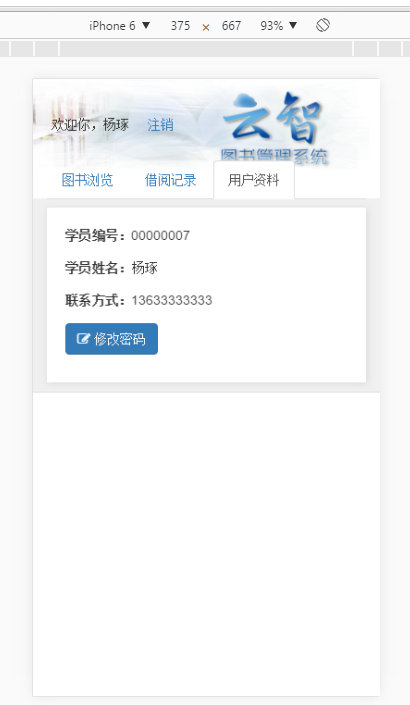 iPhone 6 ▼ 375 × 667 93% ▼
云智
欢迎你，杨琢 注销
图书管理系统
图书浏览 借阅记录 用户资料
学员编号：00000007
学员姓名：杨琢
联系方式：13633333333
修改密码